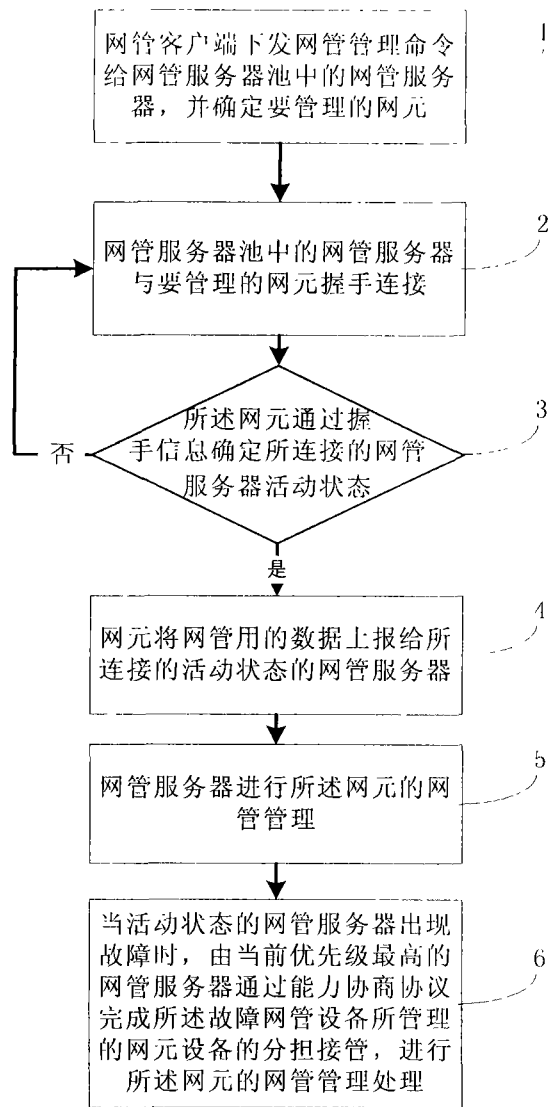 网管客户端下发网管管理命令
给网管服务器池中的网管服务
器，并确定要管理的网元
1
网管服务器池中的网管服务器
与要管理的网元握手连接
2
所述网元通过握
手信息确定所连接的网管
服务器活动状态
3
否
是
网元将网管用的数据上报给所
连接的活动状态的网管服务器
4
网管服务器进行所述网元的网
管管理
5
当活动状态的网管服务器出现
故障时，由当前优先级最高的
网管服务器通过能力协商协议
完成所述故障网管设备所管理
的网元设备的分担接管，进行
所述网元的网管管理处理
6